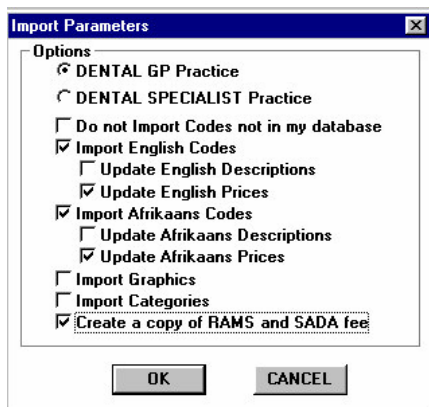 Import Parameters
Options
DENTAL GP Practice
DENTAL SPECIALIST Practice
Do not Import Codes not in my database
Import English Codes
Update English Descriptions
Update English Prices
Import Afrikaans Codes
Update Afrikaans Descriptions
Update Afrikaans Prices
Import Graphics
Import Categories
Create a copy of RAMS and SADA fee
OK CANCEL